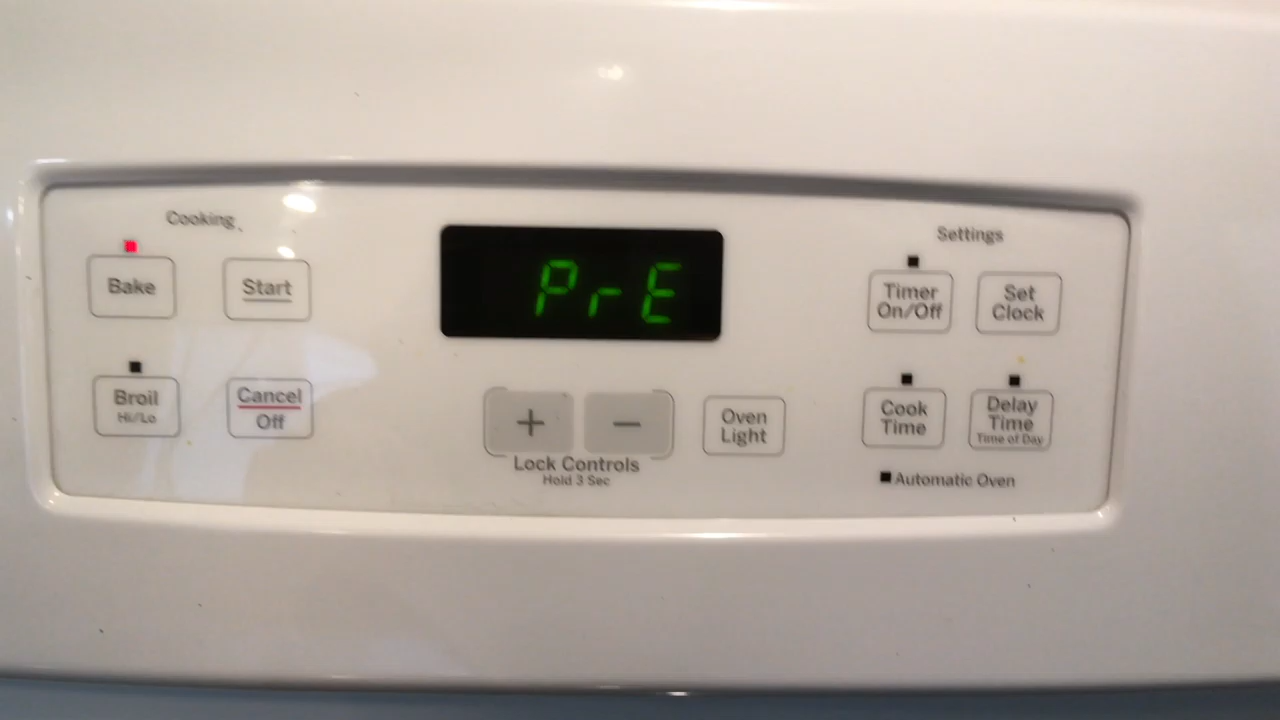 Cooking
Bake
Start
Broil
Hi/Lo
Cancel
Off
PrE
+
−
Lock Controls
Hold 3 Sec
Oven
Light
Settings
Timer
On/Off
Set
Clock
Cook
Time
Delay
Time
Time of Day
Automatic Oven